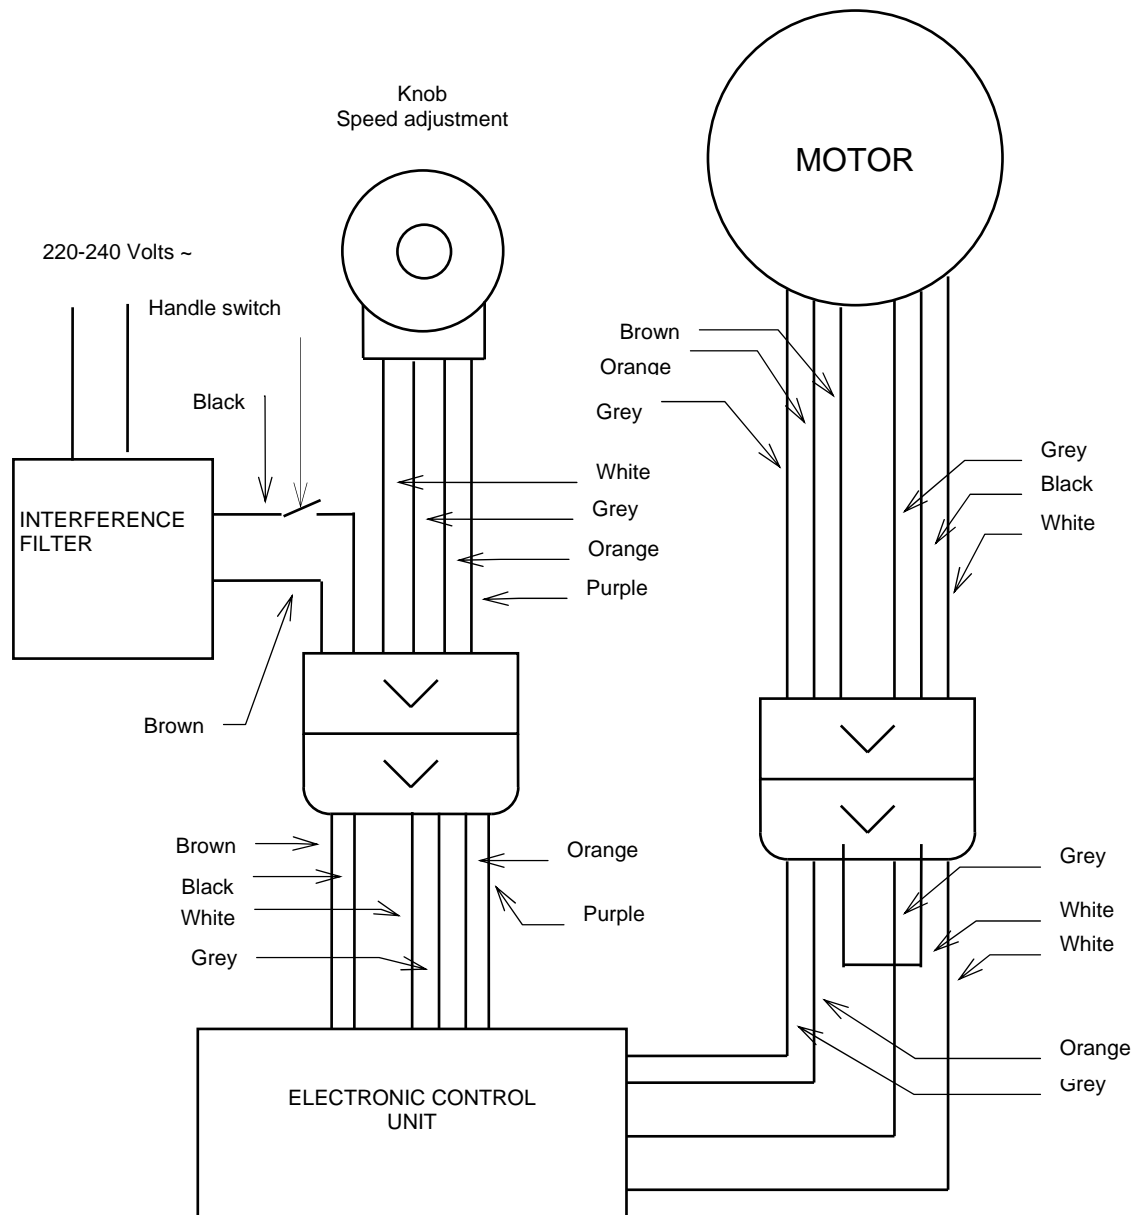 Knob
Speed adjustment
MOTOR
220-240 Volts ~
Handle switch
Black
Brown
Orange
Grey
White
Grey
Orange
Purple
Grey
Black
White
INTERFERENCE
FILTER
Brown
Brown
Black
White
Grey
Orange
Purple
Grey
White
White
Orange
Grey
ELECTRONIC CONTROL
UNIT